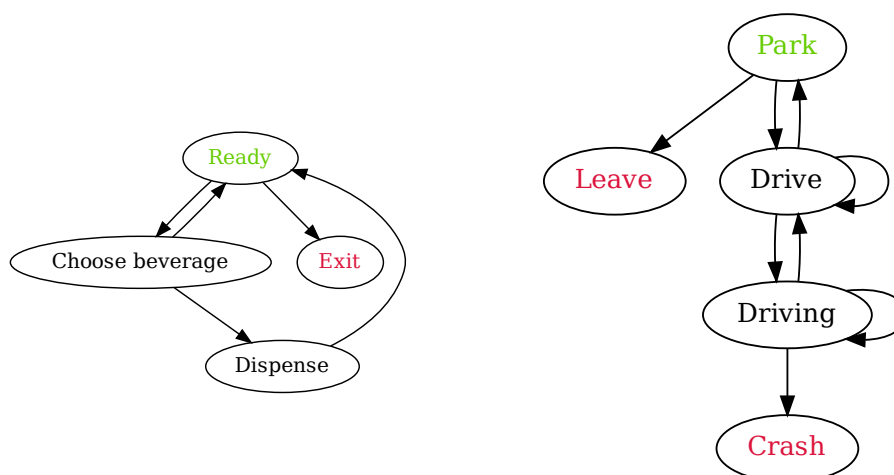 Ready
Choose beverage
Exit
Dispense
Park
Leave
Drive
Driving
Crash